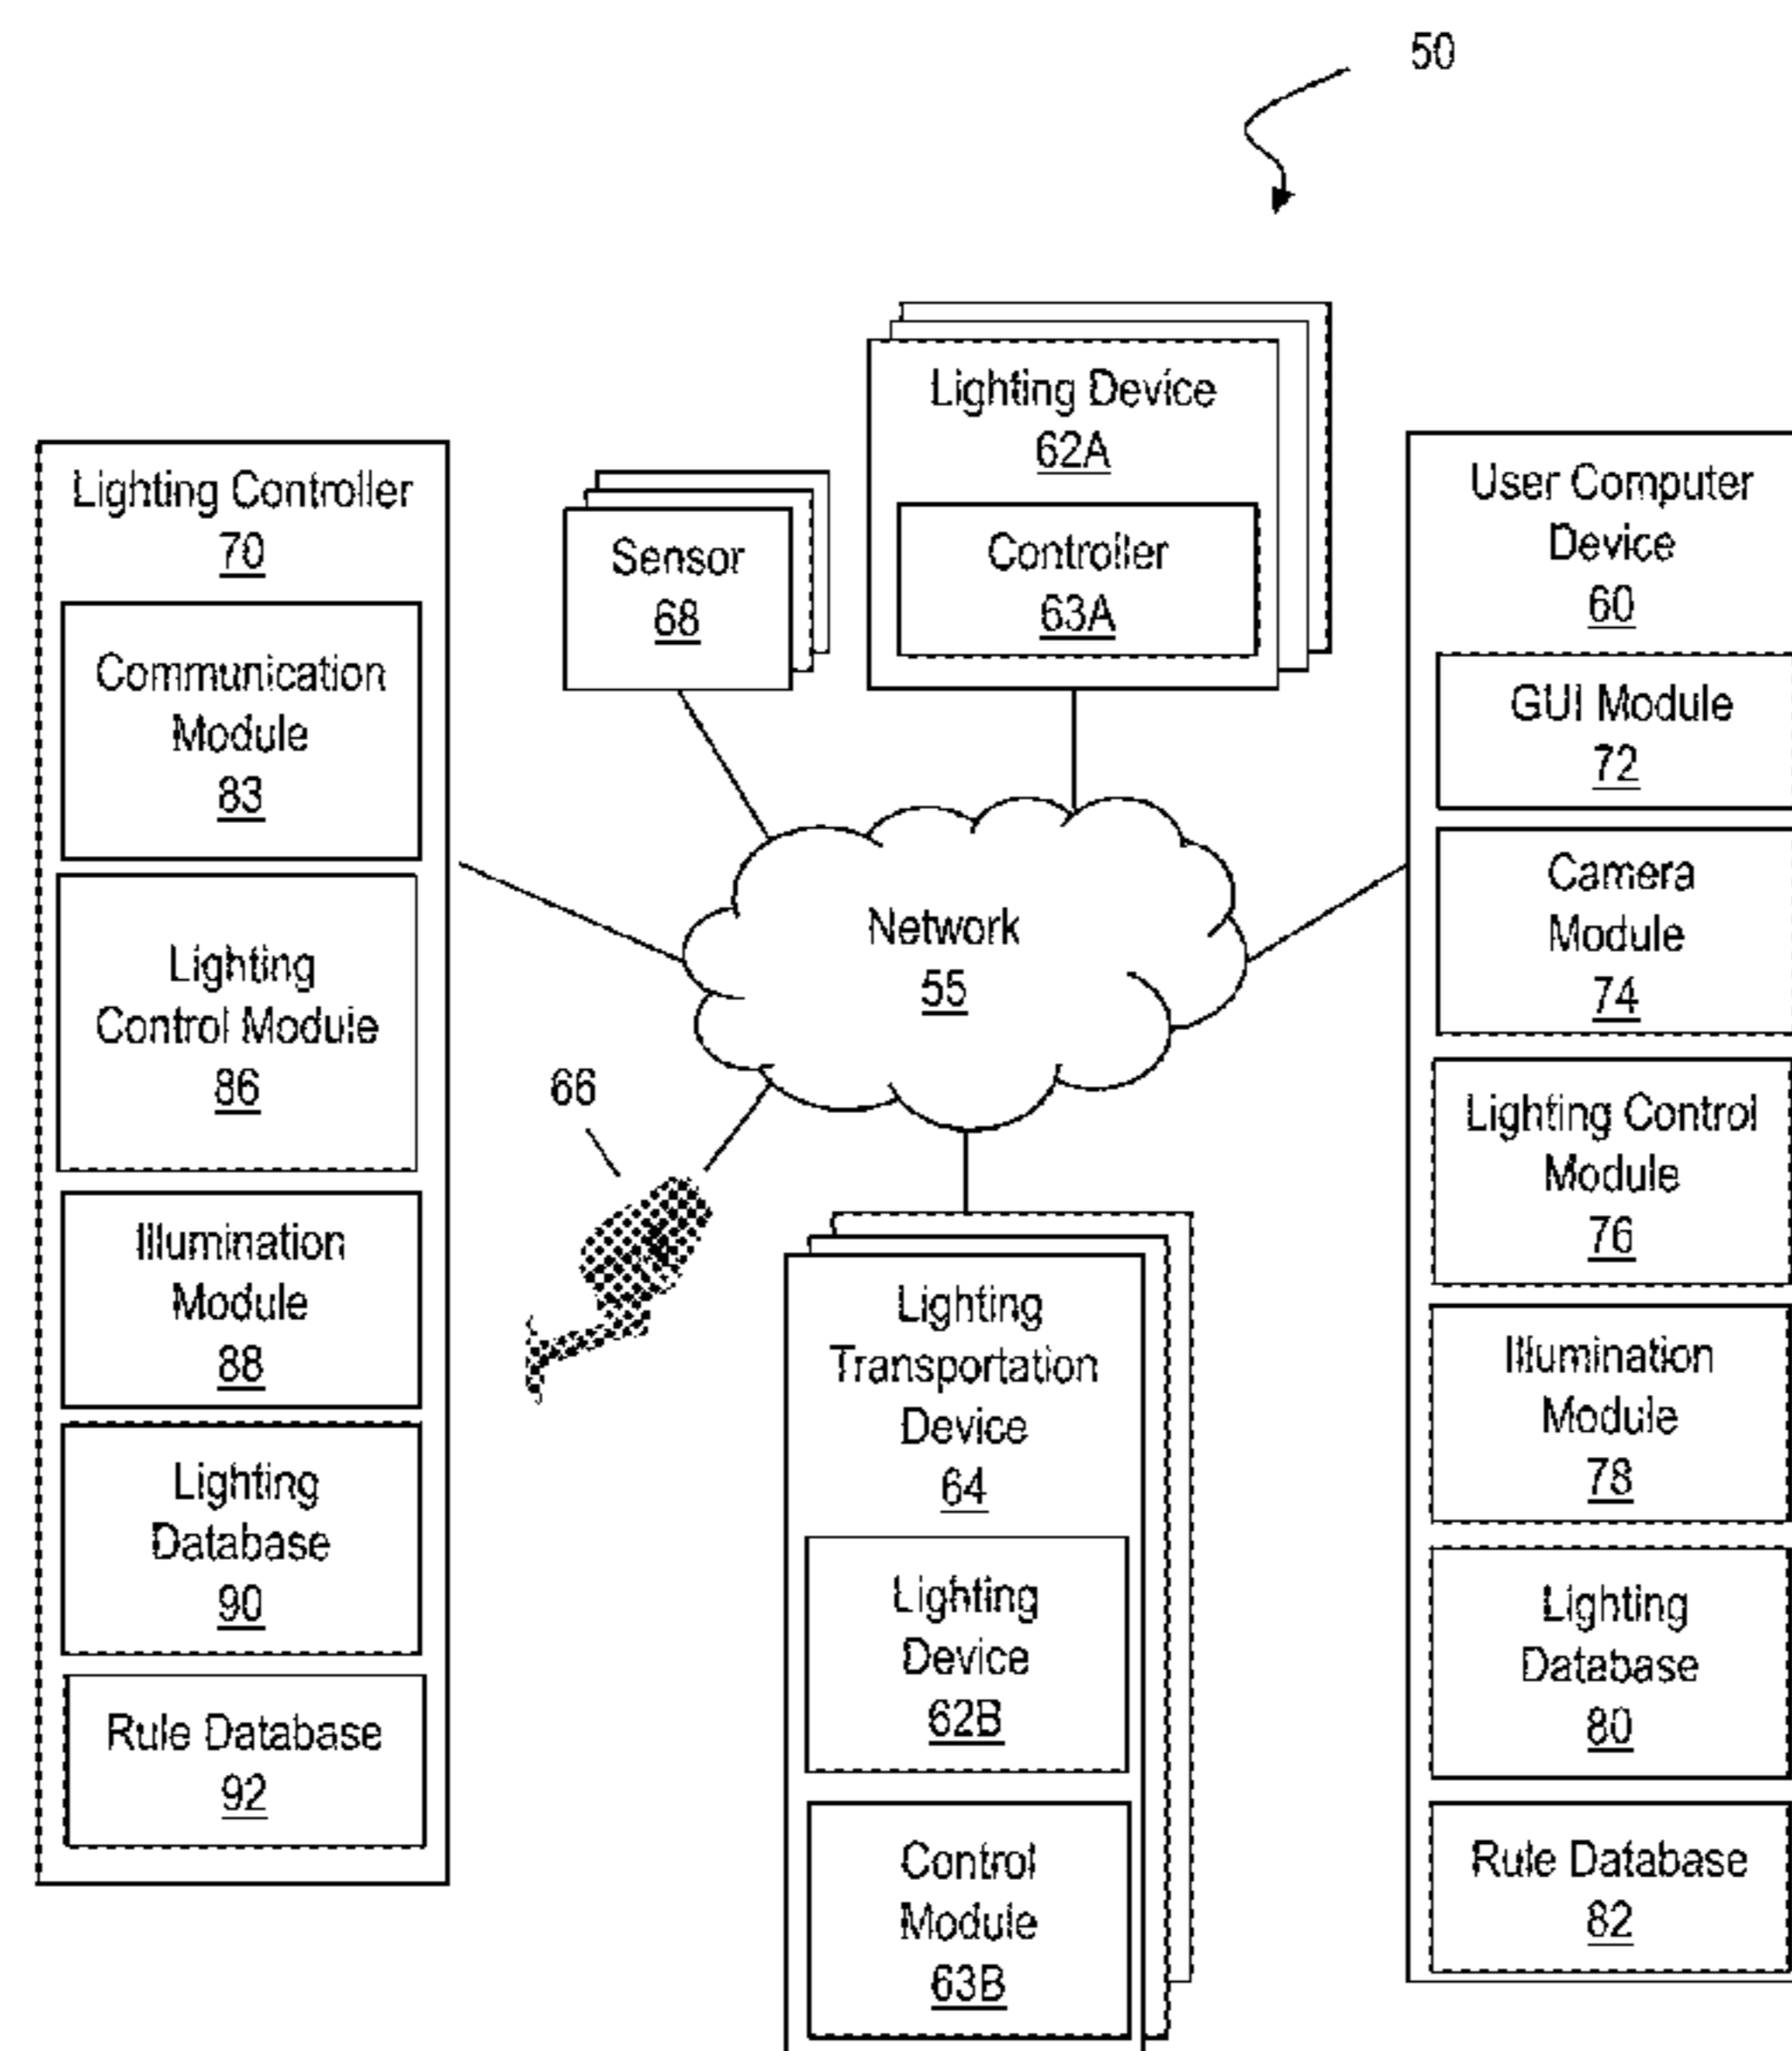 50
Lighting Device
62A
Controller
63A
Sensor
68
Lighting Controller
70
Communication
Module
83
Lighting
Control Module
86
Illumination
Module
88
Lighting
Database
90
Rule Database
92
Network
55
66
Lighting
Transportation
Device
64
Lighting
Device
62B
Control
Module
63B
User Computer
Device
60
GUI Module
72
Camera
Module
74
Lighting Control
Module
76
Illumination
Module
78
Lighting
Database
80
Rule Database
82